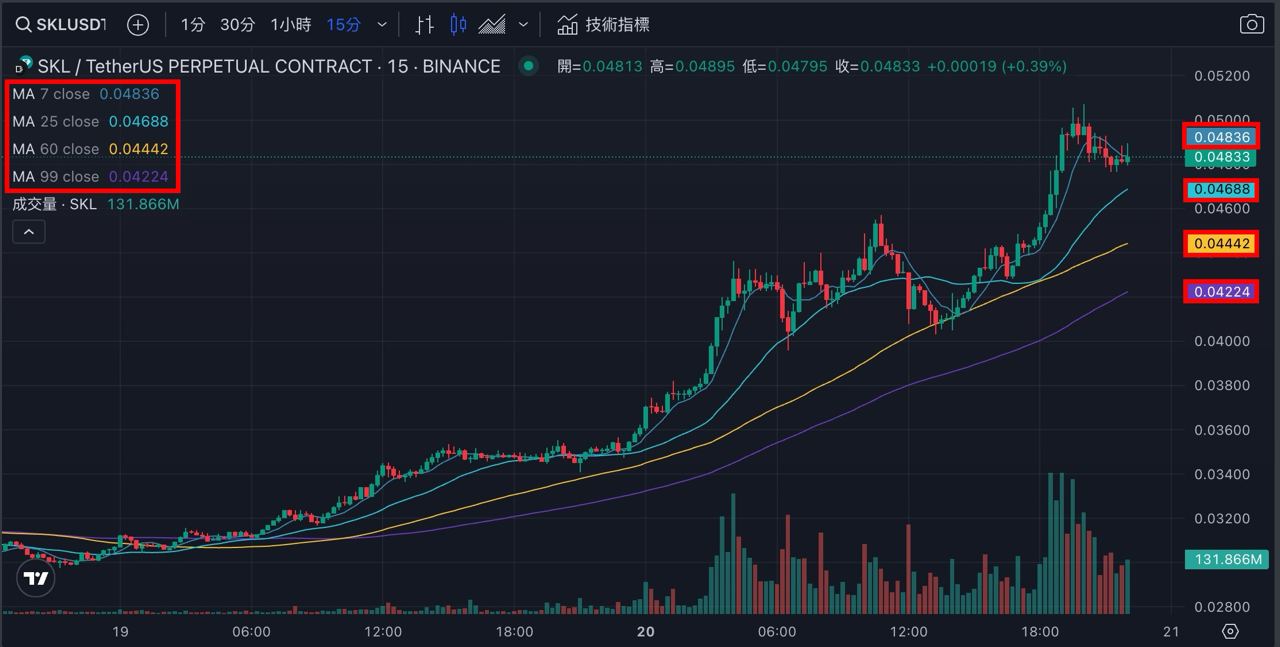 SKLUSDT 1分 30分 1小時 15分 技術指標
SKL / TetherUS PERPETUAL CONTRACT · 15 · BINANCE 開=0.04813 高=0.04895 低=0.04795 收=0.04833 +0.00019 (+0.39%)
MA 7 close 0.04836
MA 25 close 0.04688
MA 60 close 0.04442
MA 99 close 0.04224
成交量 · SKL 131.866M
0.05200
0.05000
0.04836
0.04833
0.04688
0.04600
0.04442
0.04224
0.04000
0.03800
0.03600
0.03400
0.03200
131.866M
0.02800
19 06:00 12:00 18:00 20 06:00 12:00 18:00 21